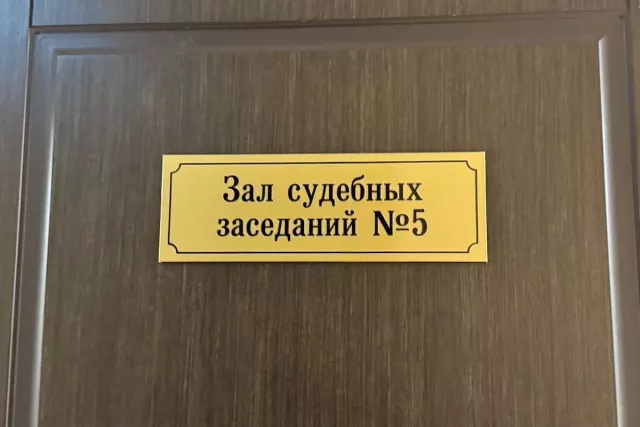 Зал судебных
заседаний №5